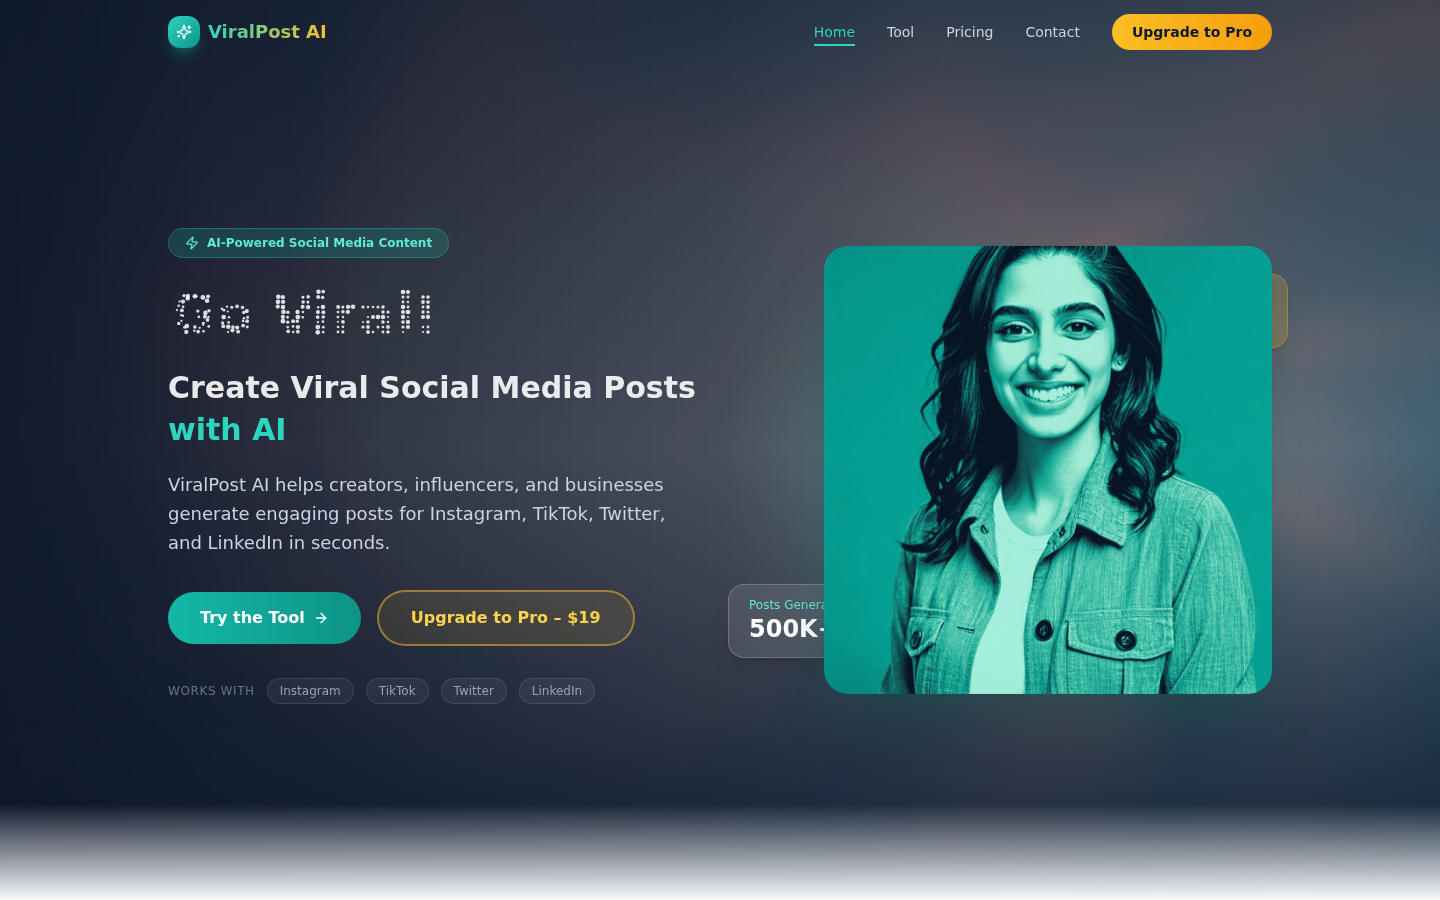 ViralPost AI
Home
Tool
Pricing
Contact
Upgrade to Pro
AI-Powered Social Media Content
Go Viral!
Create Viral Social Media Posts
with AI
ViralPost AI helps creators, influencers, and businesses
generate engaging posts for Instagram, TikTok, Twitter,
and LinkedIn in seconds.
Try the Tool
Upgrade to Pro – $19
Posts
500K
WORKS WITH
Instagram
TikTok
Twitter
LinkedIn